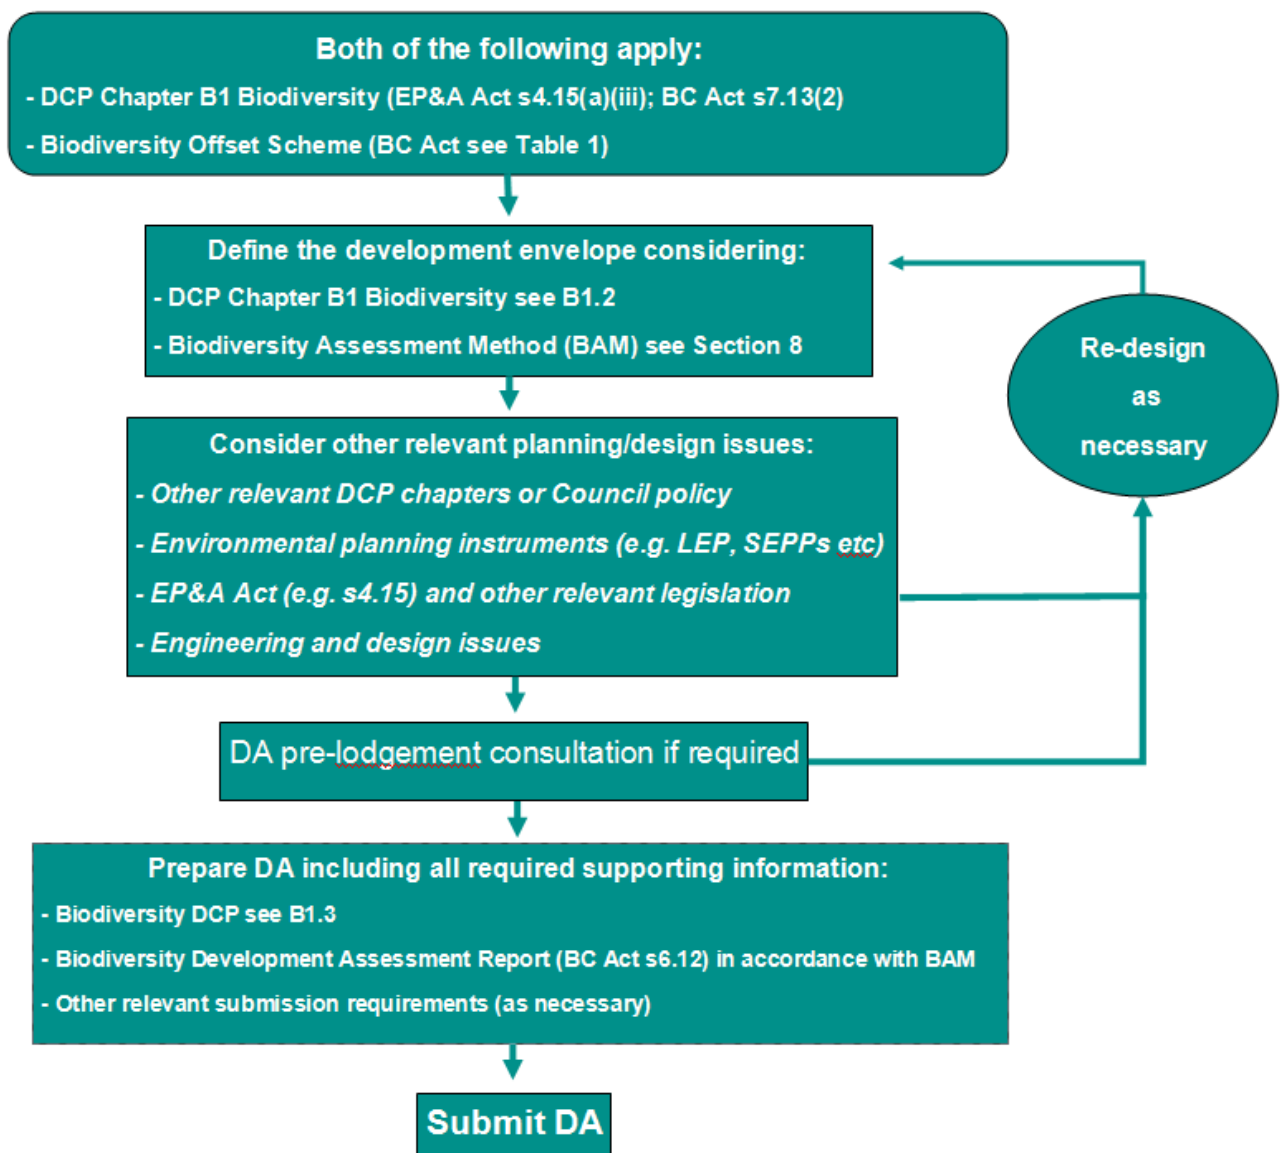 Both of the following apply:
- DCP Chapter B1 Biodiversity (EP&A Act s4.15(a)(iii); BC Act s7.13(2)
- Biodiversity Offset Scheme (BC Act see Table 1)
Define the development envelope considering:
- DCP Chapter B1 Biodiversity see B1.2
- Biodiversity Assessment Method (BAM) see Section 8
Re-design
as
necessary
Consider other relevant planning/design issues:
- Other relevant DCP chapters or Council policy
- Environmental planning instruments (e.g. LEP, SEPPs etc)
- EP&A Act (e.g. s4.15) and other relevant legislation
- Engineering and design issues
DA pre-lodgement consultation if required
Prepare DA including all required supporting information:
- Biodiversity DCP see B1.3
- Biodiversity Development Assessment Report (BC Act s6.12) in accordance with BAM
- Other relevant submission requirements (as necessary)
Submit DA